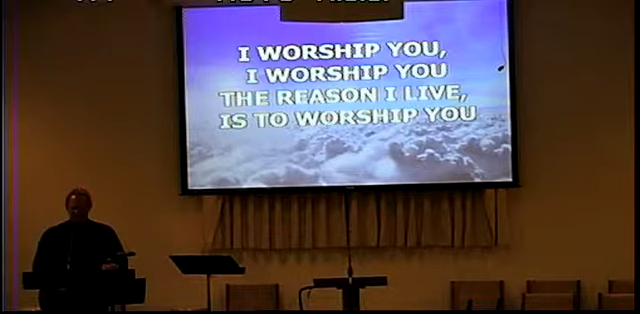 I WORSHIP YOU,
I WORSHIP YOU
THE REASON I LIVE,
IS TO WORSHIP YOU